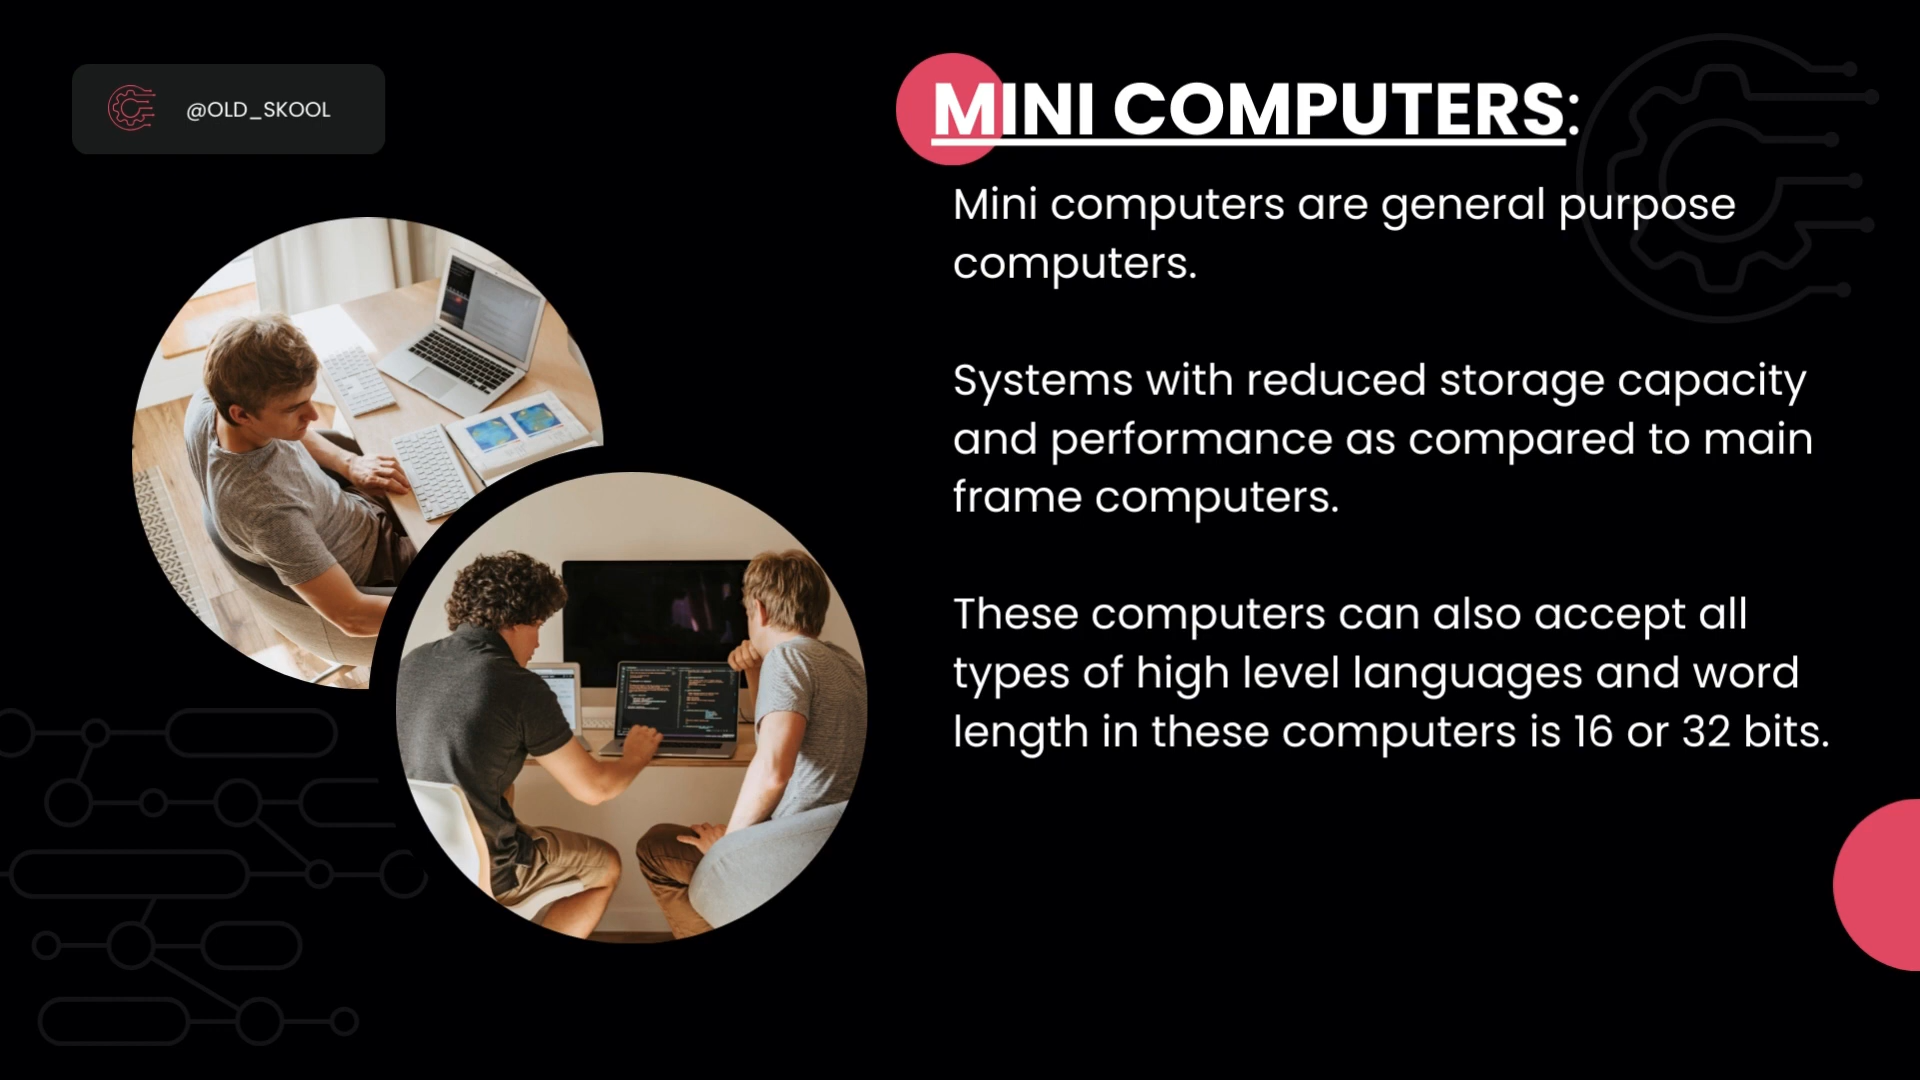 @OLD_SKOOL
MINI COMPUTERS:
Mini computers are general purpose
computers.
Systems with reduced storage capacity
and performance as compared to main
frame computers.
These computers can also accept all
types of high level languages and word
length in these computers is 16 or 32 bits.